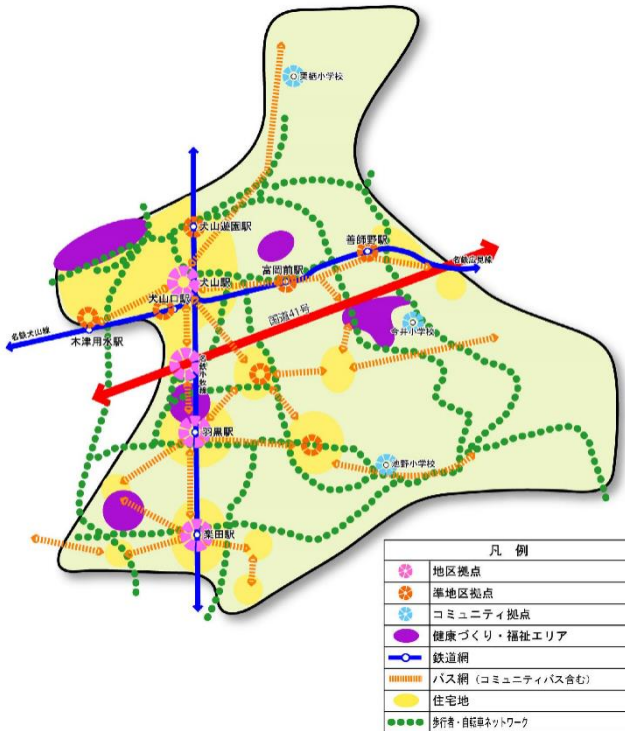 栗栖小学校
犬山遊園駅
善師野駅
犬山駅
富岡前駅
名鉄広見線
犬山口駅
国道41号
名鉄犬山線
木津用水駅
今井小学校
名鉄小牧線
羽黒駅
池野小学校
楽田駅
凡 例
地区拠点
準地区拠点
コミュニティ拠点
健康づくり・福祉エリア
鉄道網
バス網（コミュニティバス含む）
住宅地
歩行者・自転車ネットワーク